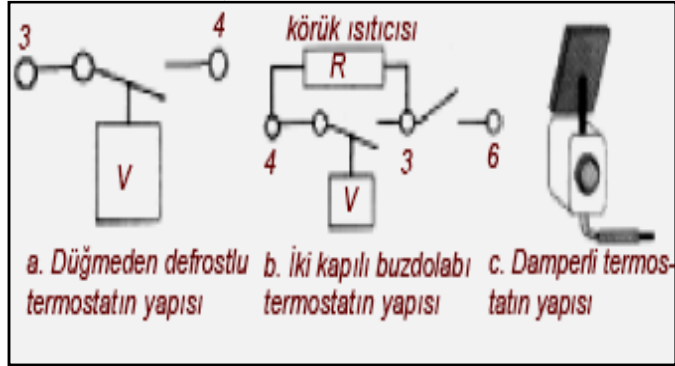 3
4
V
körük ısıtıcısı
R
4
3
6
V
a. Düğmeden defrostlu
termostatın yapısı
b. İki kapılı buzdolabı
termostatın yapısı
c. Damperli termos-
tatın yapısı